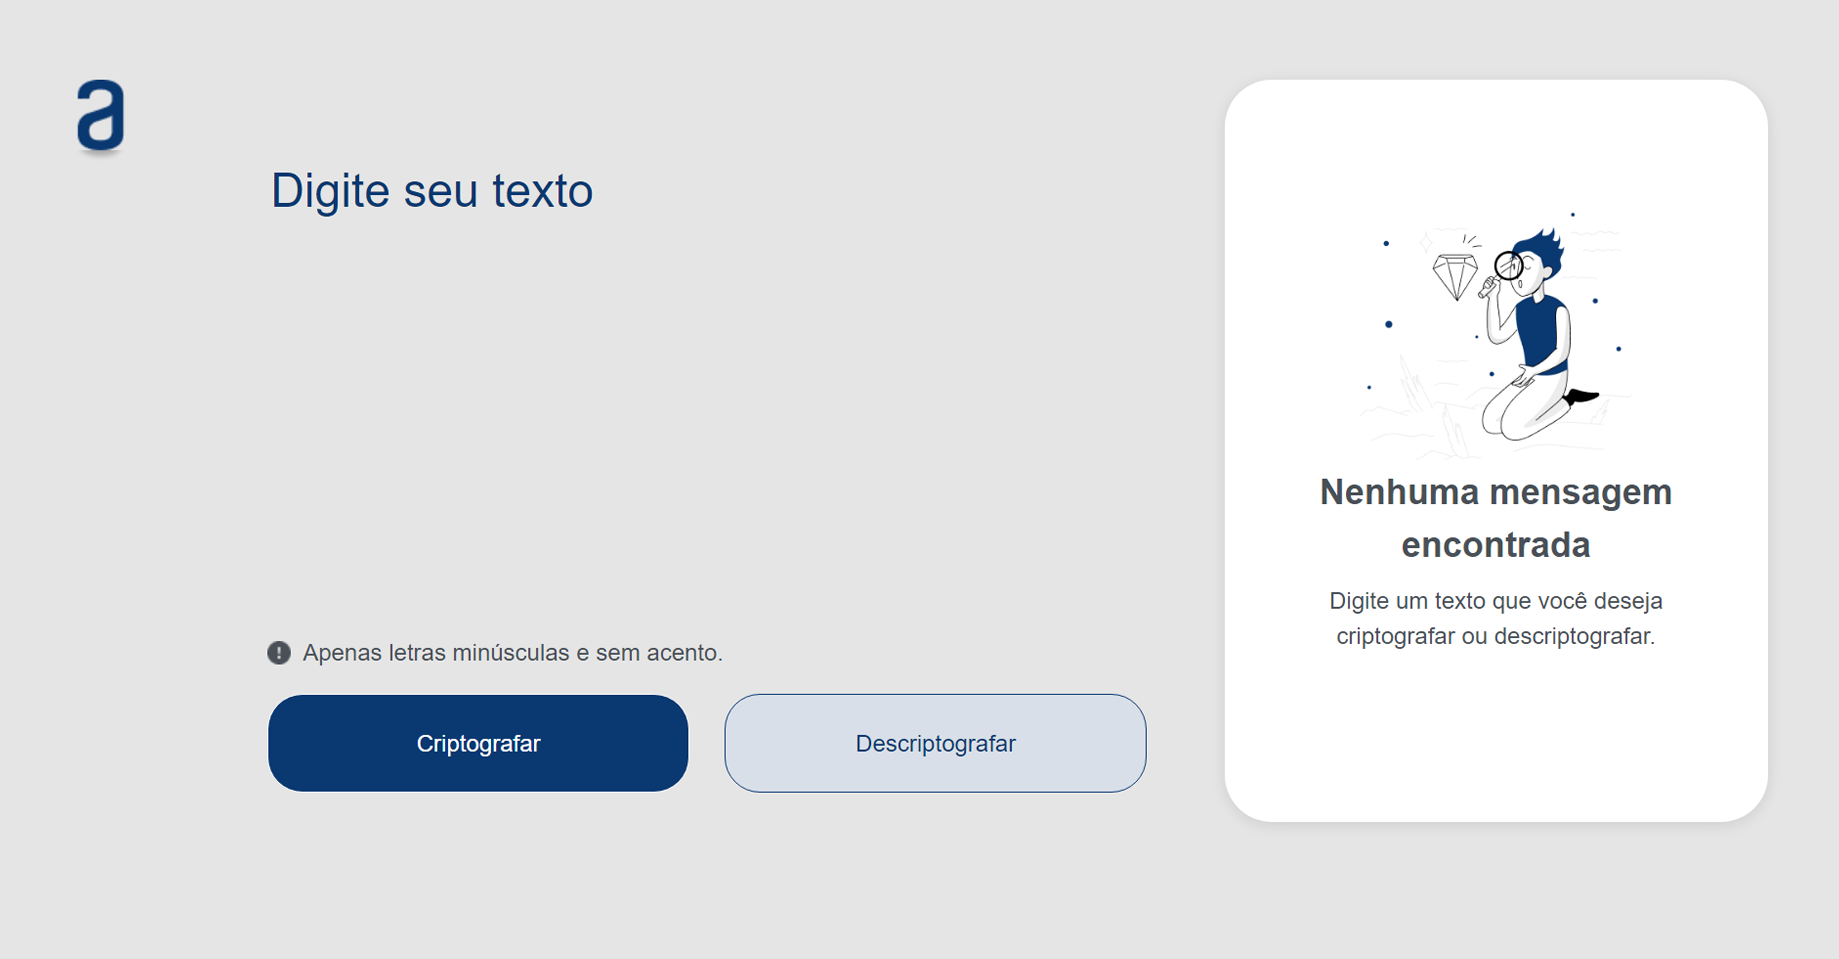 a
Digite seu texto
Apenas letras minúsculas e sem acento.
Criptografar
Descriptografar
Nenhuma mensagem
encontrada
Digite um texto que você deseja
criptografar ou descriptografar.